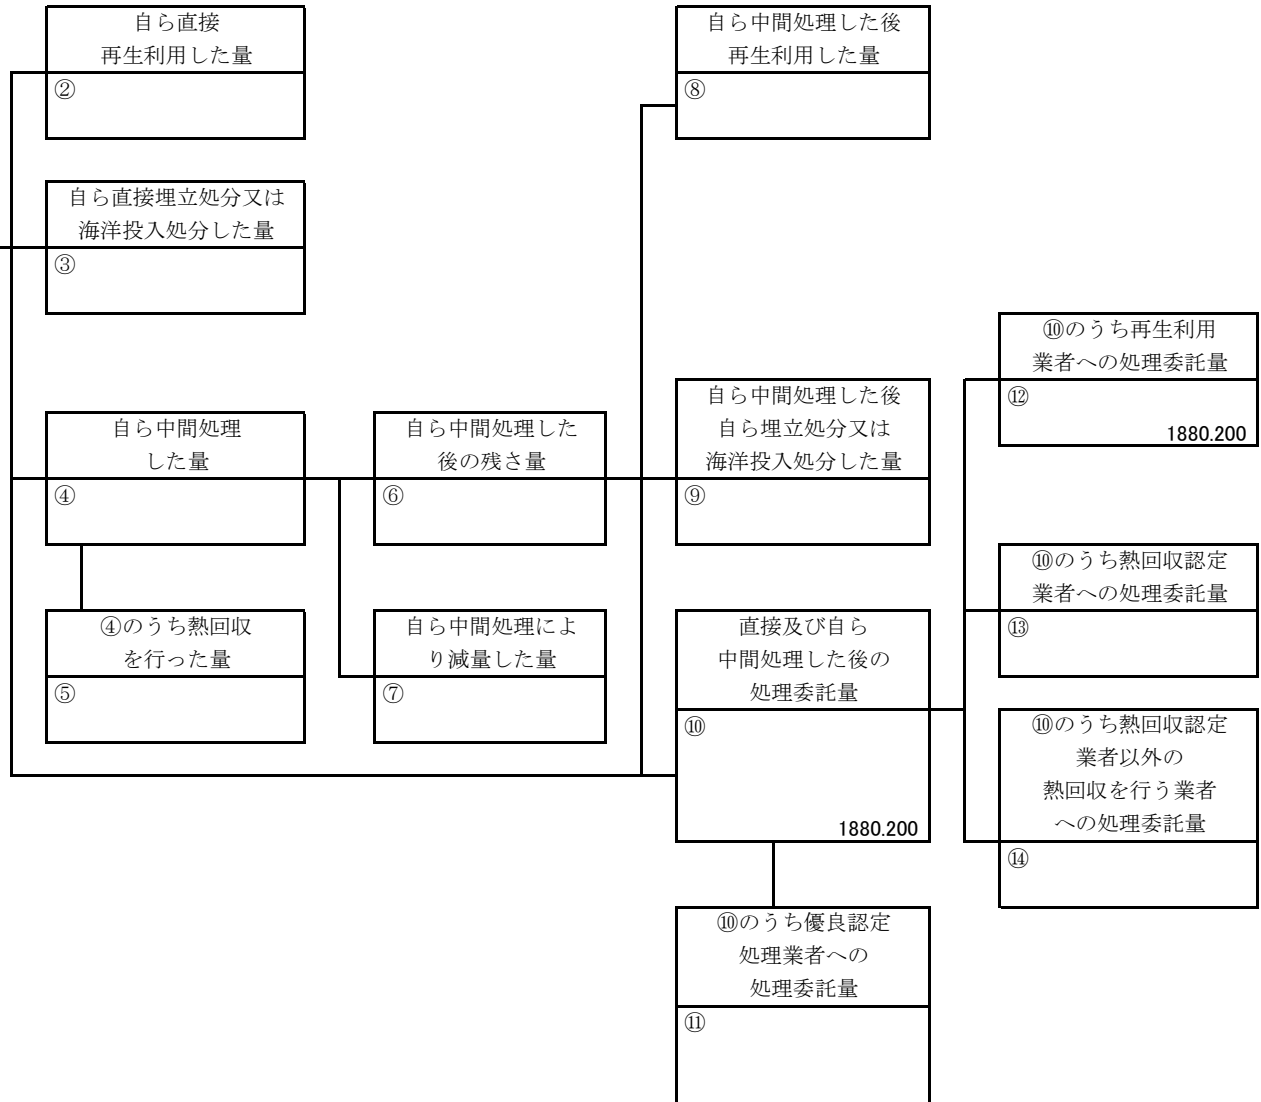 自ら直接
再生利用した量
②
自ら中間処理した後
再生利用した量
⑧
自ら直接埋立処分又は
海洋投入処分した量
③
⑩のうち再生利用
業者への処理委託量
⑫
1880.200
自ら中間処理
した量
④
自ら中間処理した
後の残さ量
⑥
自ら中間処理した後
自ら埋立処分又は
海洋投入処分した量
⑨
⑩のうち熱回収認定
業者への処理委託量
⑬
④のうち熱回収
を行った量
⑤
自ら中間処理によ
り減量した量
⑦
直接及び自ら
中間処理した後の
処理委託量
⑩
1880.200
⑩のうち熱回収認定
業者以外の
熱回収を行う業者
への処理委託量
⑭
⑩のうち優良認定
処理業者への
処理委託量
⑪